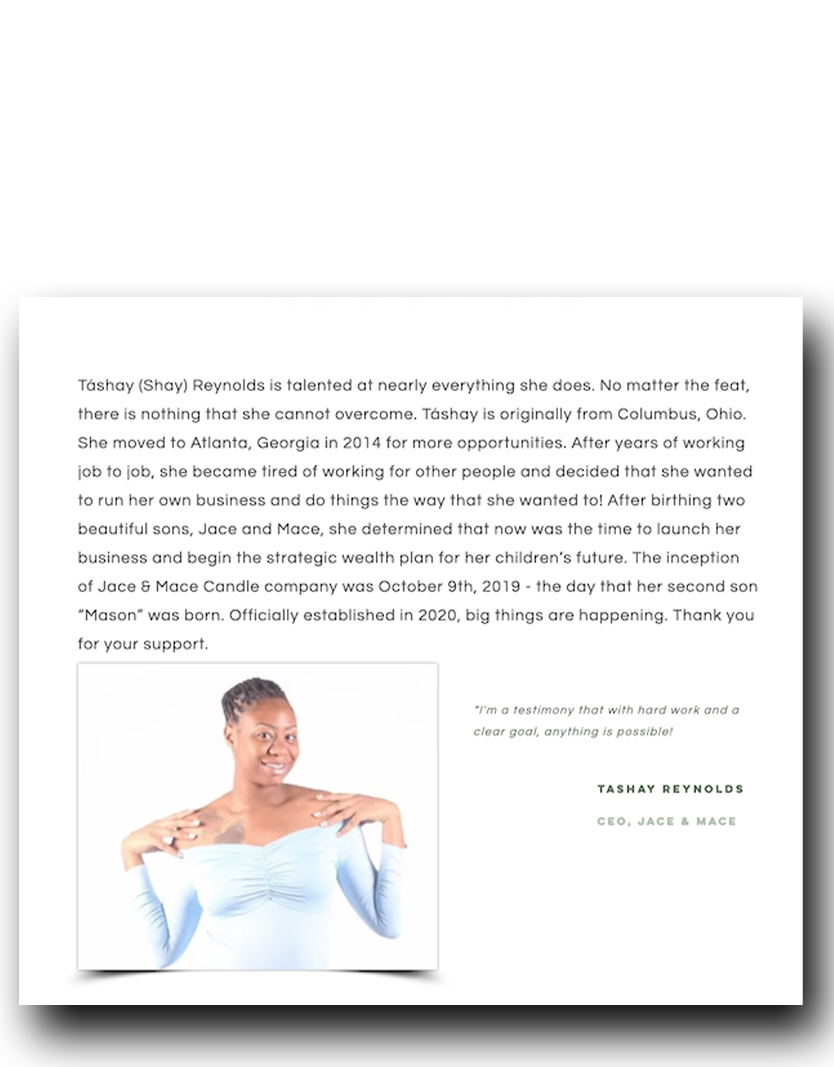 Táshay (Shay) Reynolds is talented at nearly everything she does. No matter the feat,
there is nothing that she cannot overcome. Táshay is originally from Columbus, Ohio.
She moved to Atlanta, Georgia in 2014 for more opportunities. After years of working
job to job, she became tired of working for other people and decided that she wanted
to run her own business and do things the way that she wanted to! After birthing two
beautiful sons, Jace and Mace, she determined that now was the time to launch her
business and begin the strategic wealth plan for her children’s future. The inception
of Jace & Mace Candle company was October 9th, 2019 - the day that her second son
“Mason” was born. Officially established in 2020, big things are happening. Thank you
for your support.
"I'm a testimony that with hard work and a
clear goal, anything is possible!
TASHAY REYNOLDS
CEO, JACE & MACE